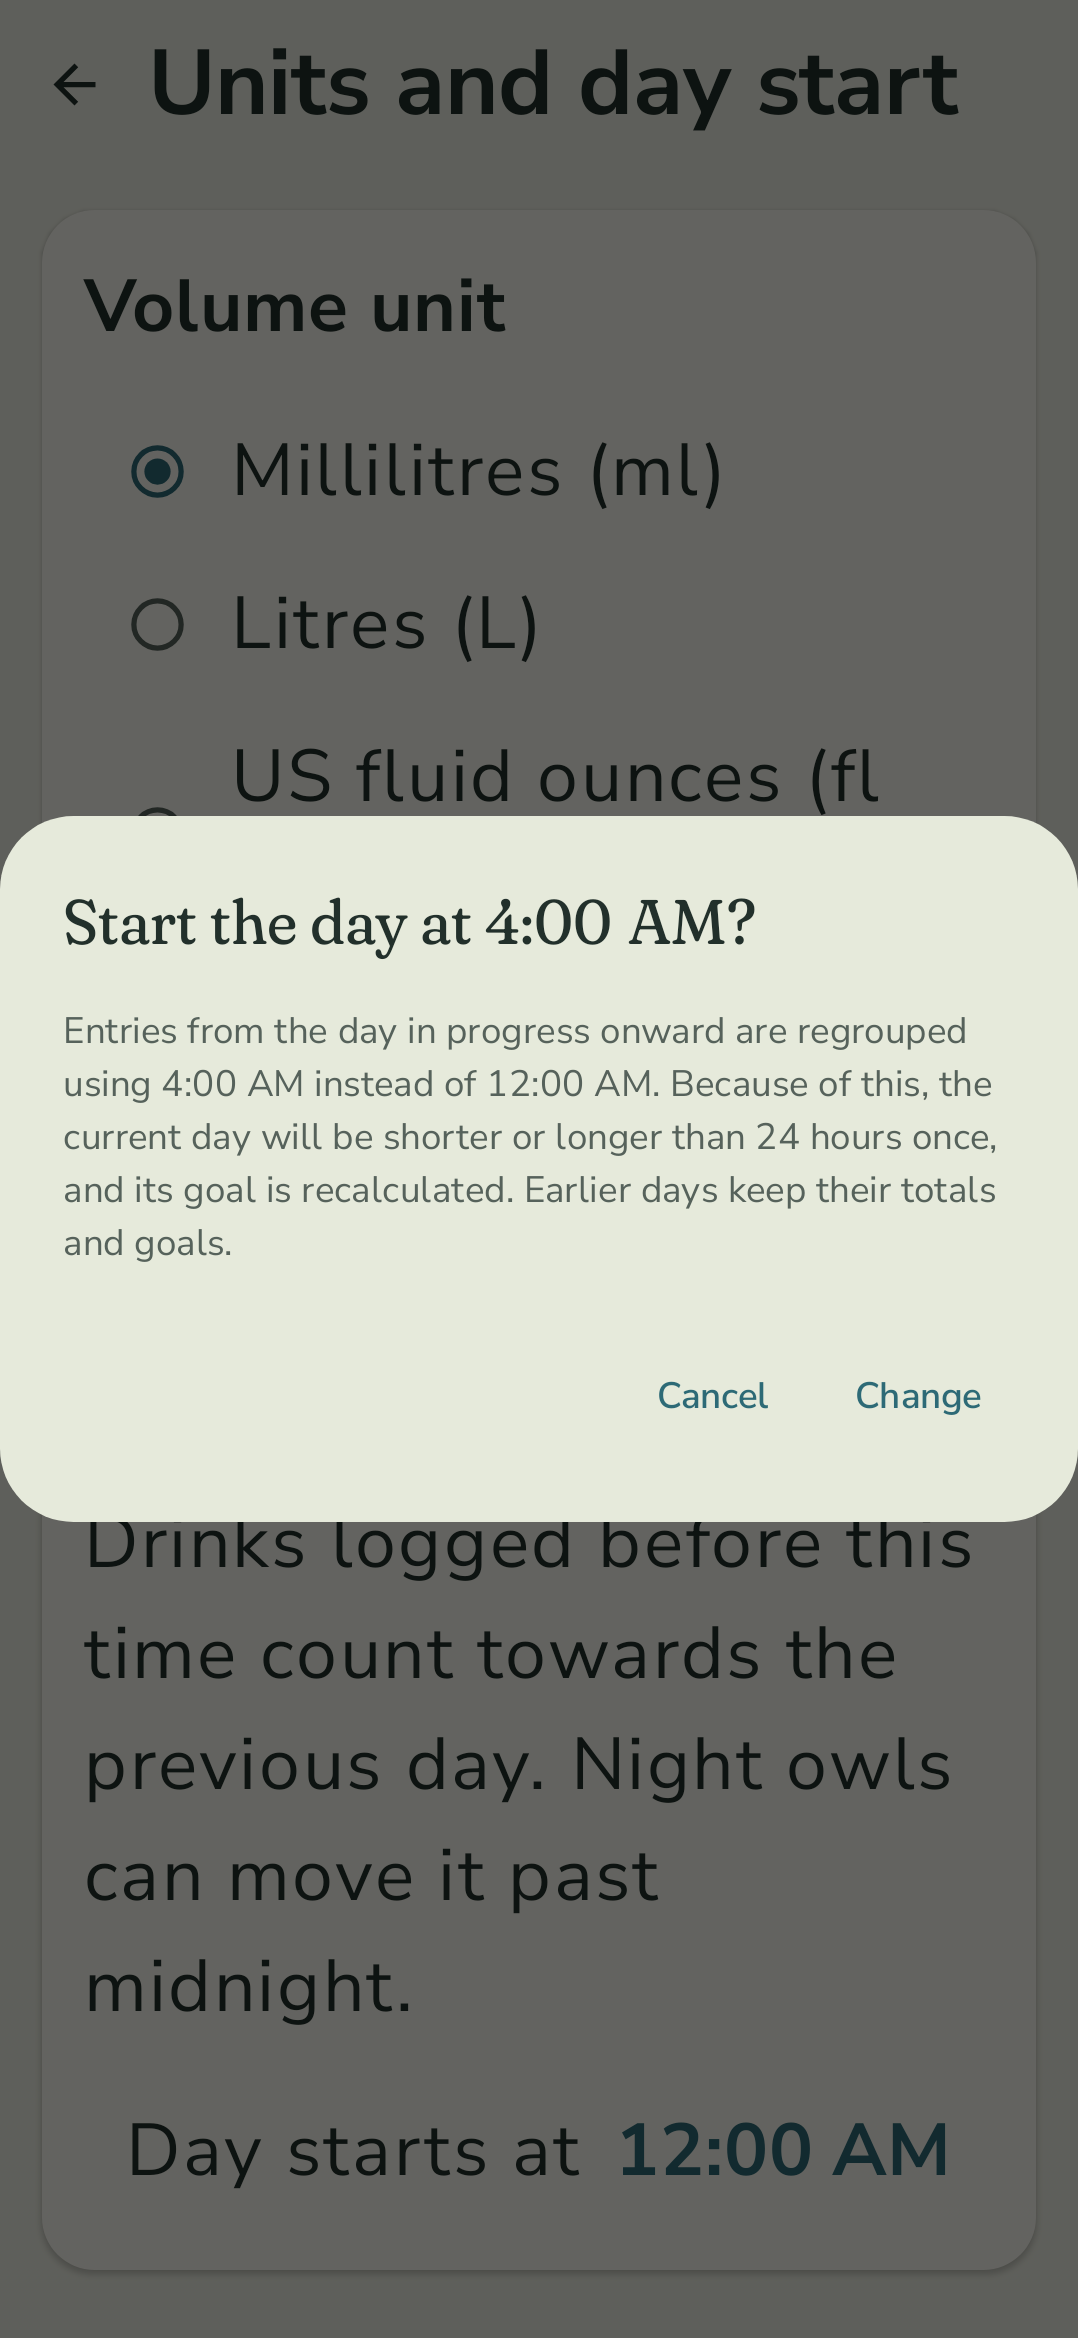 Units and day start
Volume unit
Millilitres (ml)
Litres (L)
US fluid ounces (fl
Start the day at 4:00 AM?
Entries from the day in progress onward are regrouped
using 4:00 AM instead of 12:00 AM. Because of this, the
current day will be shorter or longer than 24 hours once,
and its goal is recalculated. Earlier days keep their totals
and goals.
Cancel Change
Drinks logged before this
time count towards the
previous day. Night owls
can move it past
midnight.
Day starts at 12:00 AM